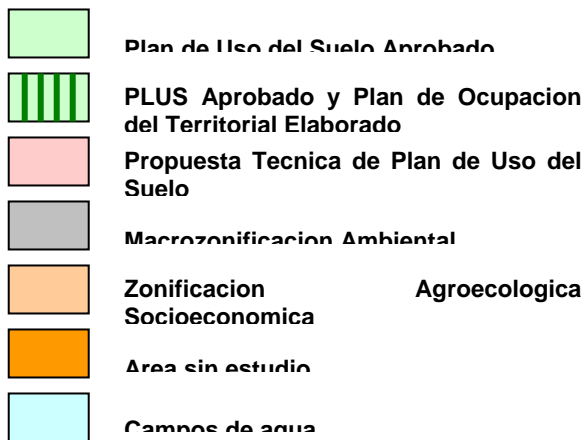 Plan de Uso del Suelo Aprobado
PLUS Aprobado y Plan de Ocupacion
del Territorial Elaborado
Propuesta Tecnica de Plan de Uso del
Suelo
Macrozonificacion Ambiental
Zonificacion Agroecologica
Socioeconomica
Area sin estudio
Campos de agua